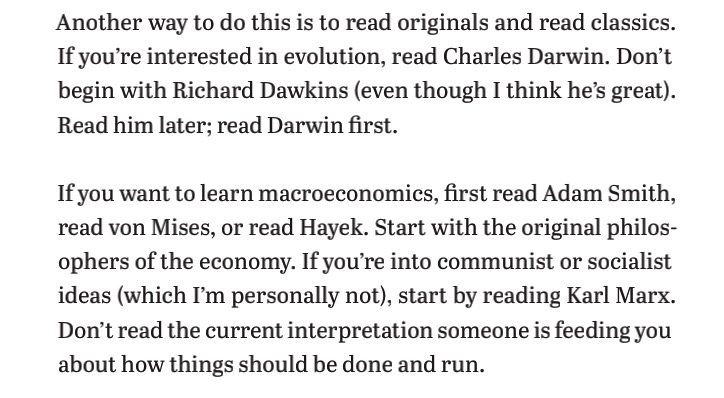 Another way to do this is to read originals and read classics.
If you’re interested in evolution, read Charles Darwin. Don’t
begin with Richard Dawkins (even though I think he’s great).
Read him later; read Darwin first.
If you want to learn macroeconomics, first read Adam Smith,
read von Mises, or read Hayek. Start with the original philos-
ophers of the economy. If you’re into communist or socialist
ideas (which I’m personally not), start by reading Karl Marx.
Don’t read the current interpretation someone is feeding you
about how things should be done and run.